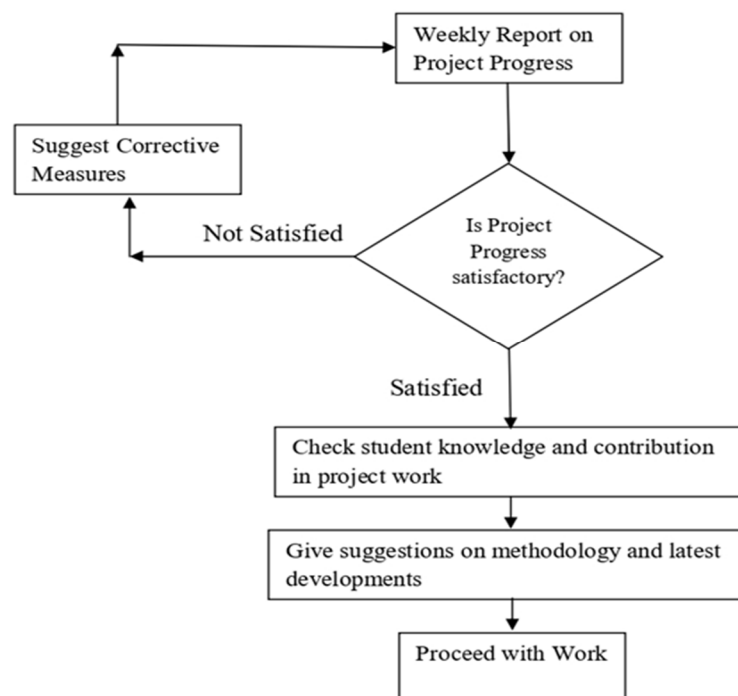 Weekly Report on
Project Progress
Suggest Corrective
Measures
Not Satisfied
Is Project
Progress
satisfactory?
Satisfied
Check student knowledge and contribution
in project work
Give suggestions on methodology and latest
developments
Proceed with Work